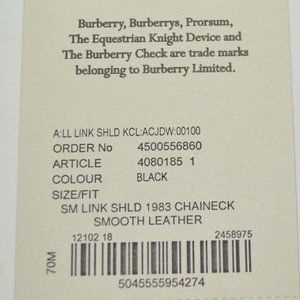 Burberry, Burberrys, Prorsum,
The Equestrian Knight Device and
The Burberry Check are trade marks
belonging to Burberry Limited.
A:LL LINK SHLD KCL:ACJDW:00100
ORDER No 4500556860
ARTICLE 4080185 1
COLOUR BLACK
SIZE/FIT
SM LINK SHLD 1983 CHAINECK
SMOOTH LEATHER
12102 18 2458975
70M
5045555954274